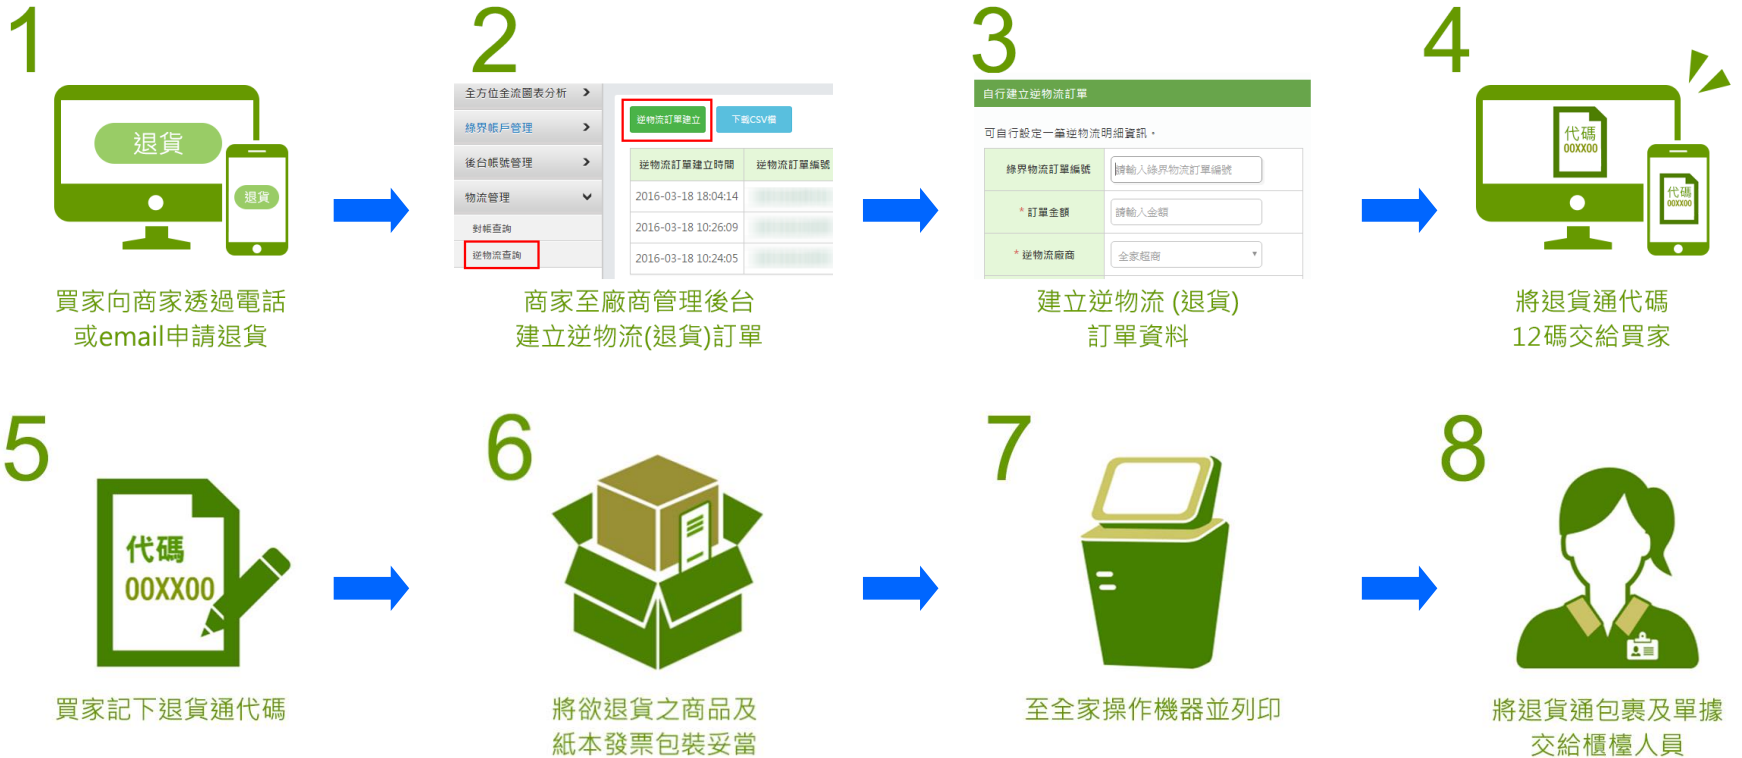 1
退貨
退貨
買家向商家透過電話
或email申請退貨
2
全方位金流圖表分析
綠界帳戶管理
後台帳號管理
物流管理
對帳查詢
逆物流查詢
逆物流訂單建立
下載CSV檔
逆物流訂單建立時間 逆物流訂單編號
2016-03-18 18:04:14
2016-03-18 10:26:09
2016-03-18 10:24:05
商家至廠商管理後台
建立逆物流(退貨)訂單
3
自行建立逆物流訂單
可自行設定一筆逆物流明細資訊。
綠界物流訂單編號 請輸入綠界物流訂單編號
* 訂單金額 請輸入金額
* 逆物流廠商 全家超商
建立逆物流 (退貨)
訂單資料
4
代碼
00XX00
代碼
00XX00
將退貨通代碼
12碼交給買家
5
代碼
00XX00
買家記下退貨通代碼
6
將欲退貨之商品及
紙本發票包裝妥當
7
至全家操作機器並列印
8
將退貨通包裹及單據
交給櫃檯人員